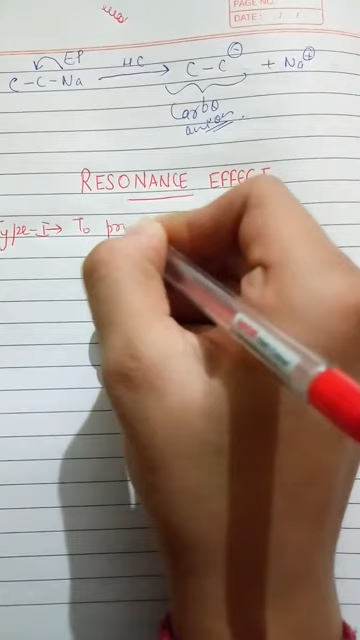 PAGE NO.:
DATE: / /
EP
C-C-Na HC C-C⊖ + Na⊕
Carbo
anion
RESONANCE EFFECT
Type-I→ To